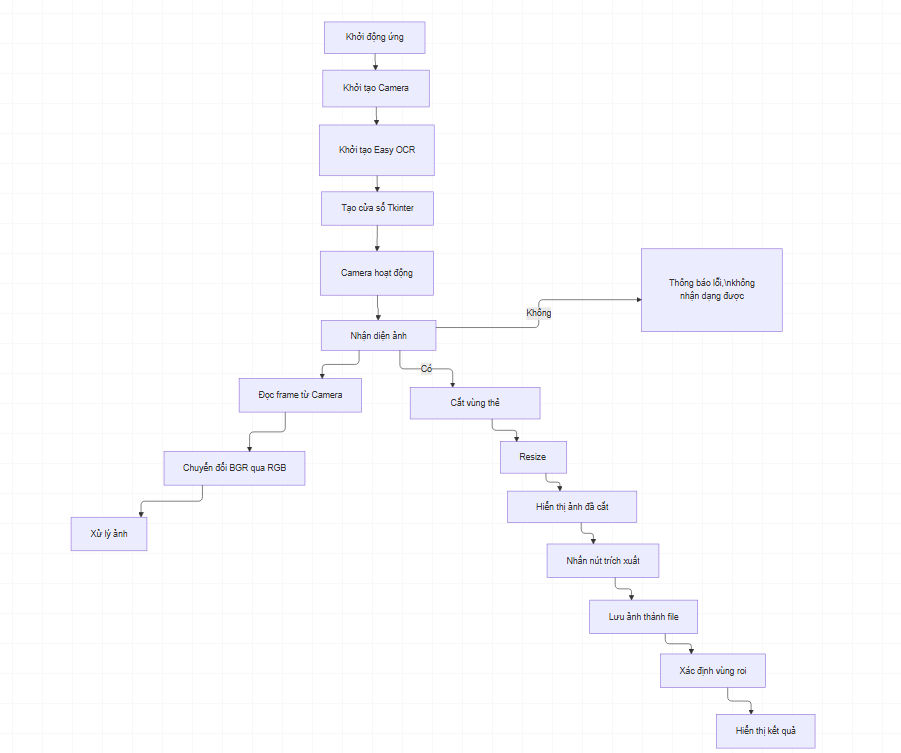 Khởi động ứng
Khởi tạo Camera
Khởi tạo Easy OCR
Tạo cửa sổ Tkinter
Camera hoạt động
Thông báo lỗi,\nkhông
nhận dạng được
Không
Nhận diện ảnh
Có
Đọc frame từ Camera
Cắt vùng thẻ
Chuyển đổi BGR qua RGB
Resize
Hiển thị ảnh đã cắt
Xử lý ảnh
Nhấn nút trích xuất
Lưu ảnh thành file
Xác định vùng roi
Hiển thị kết quả